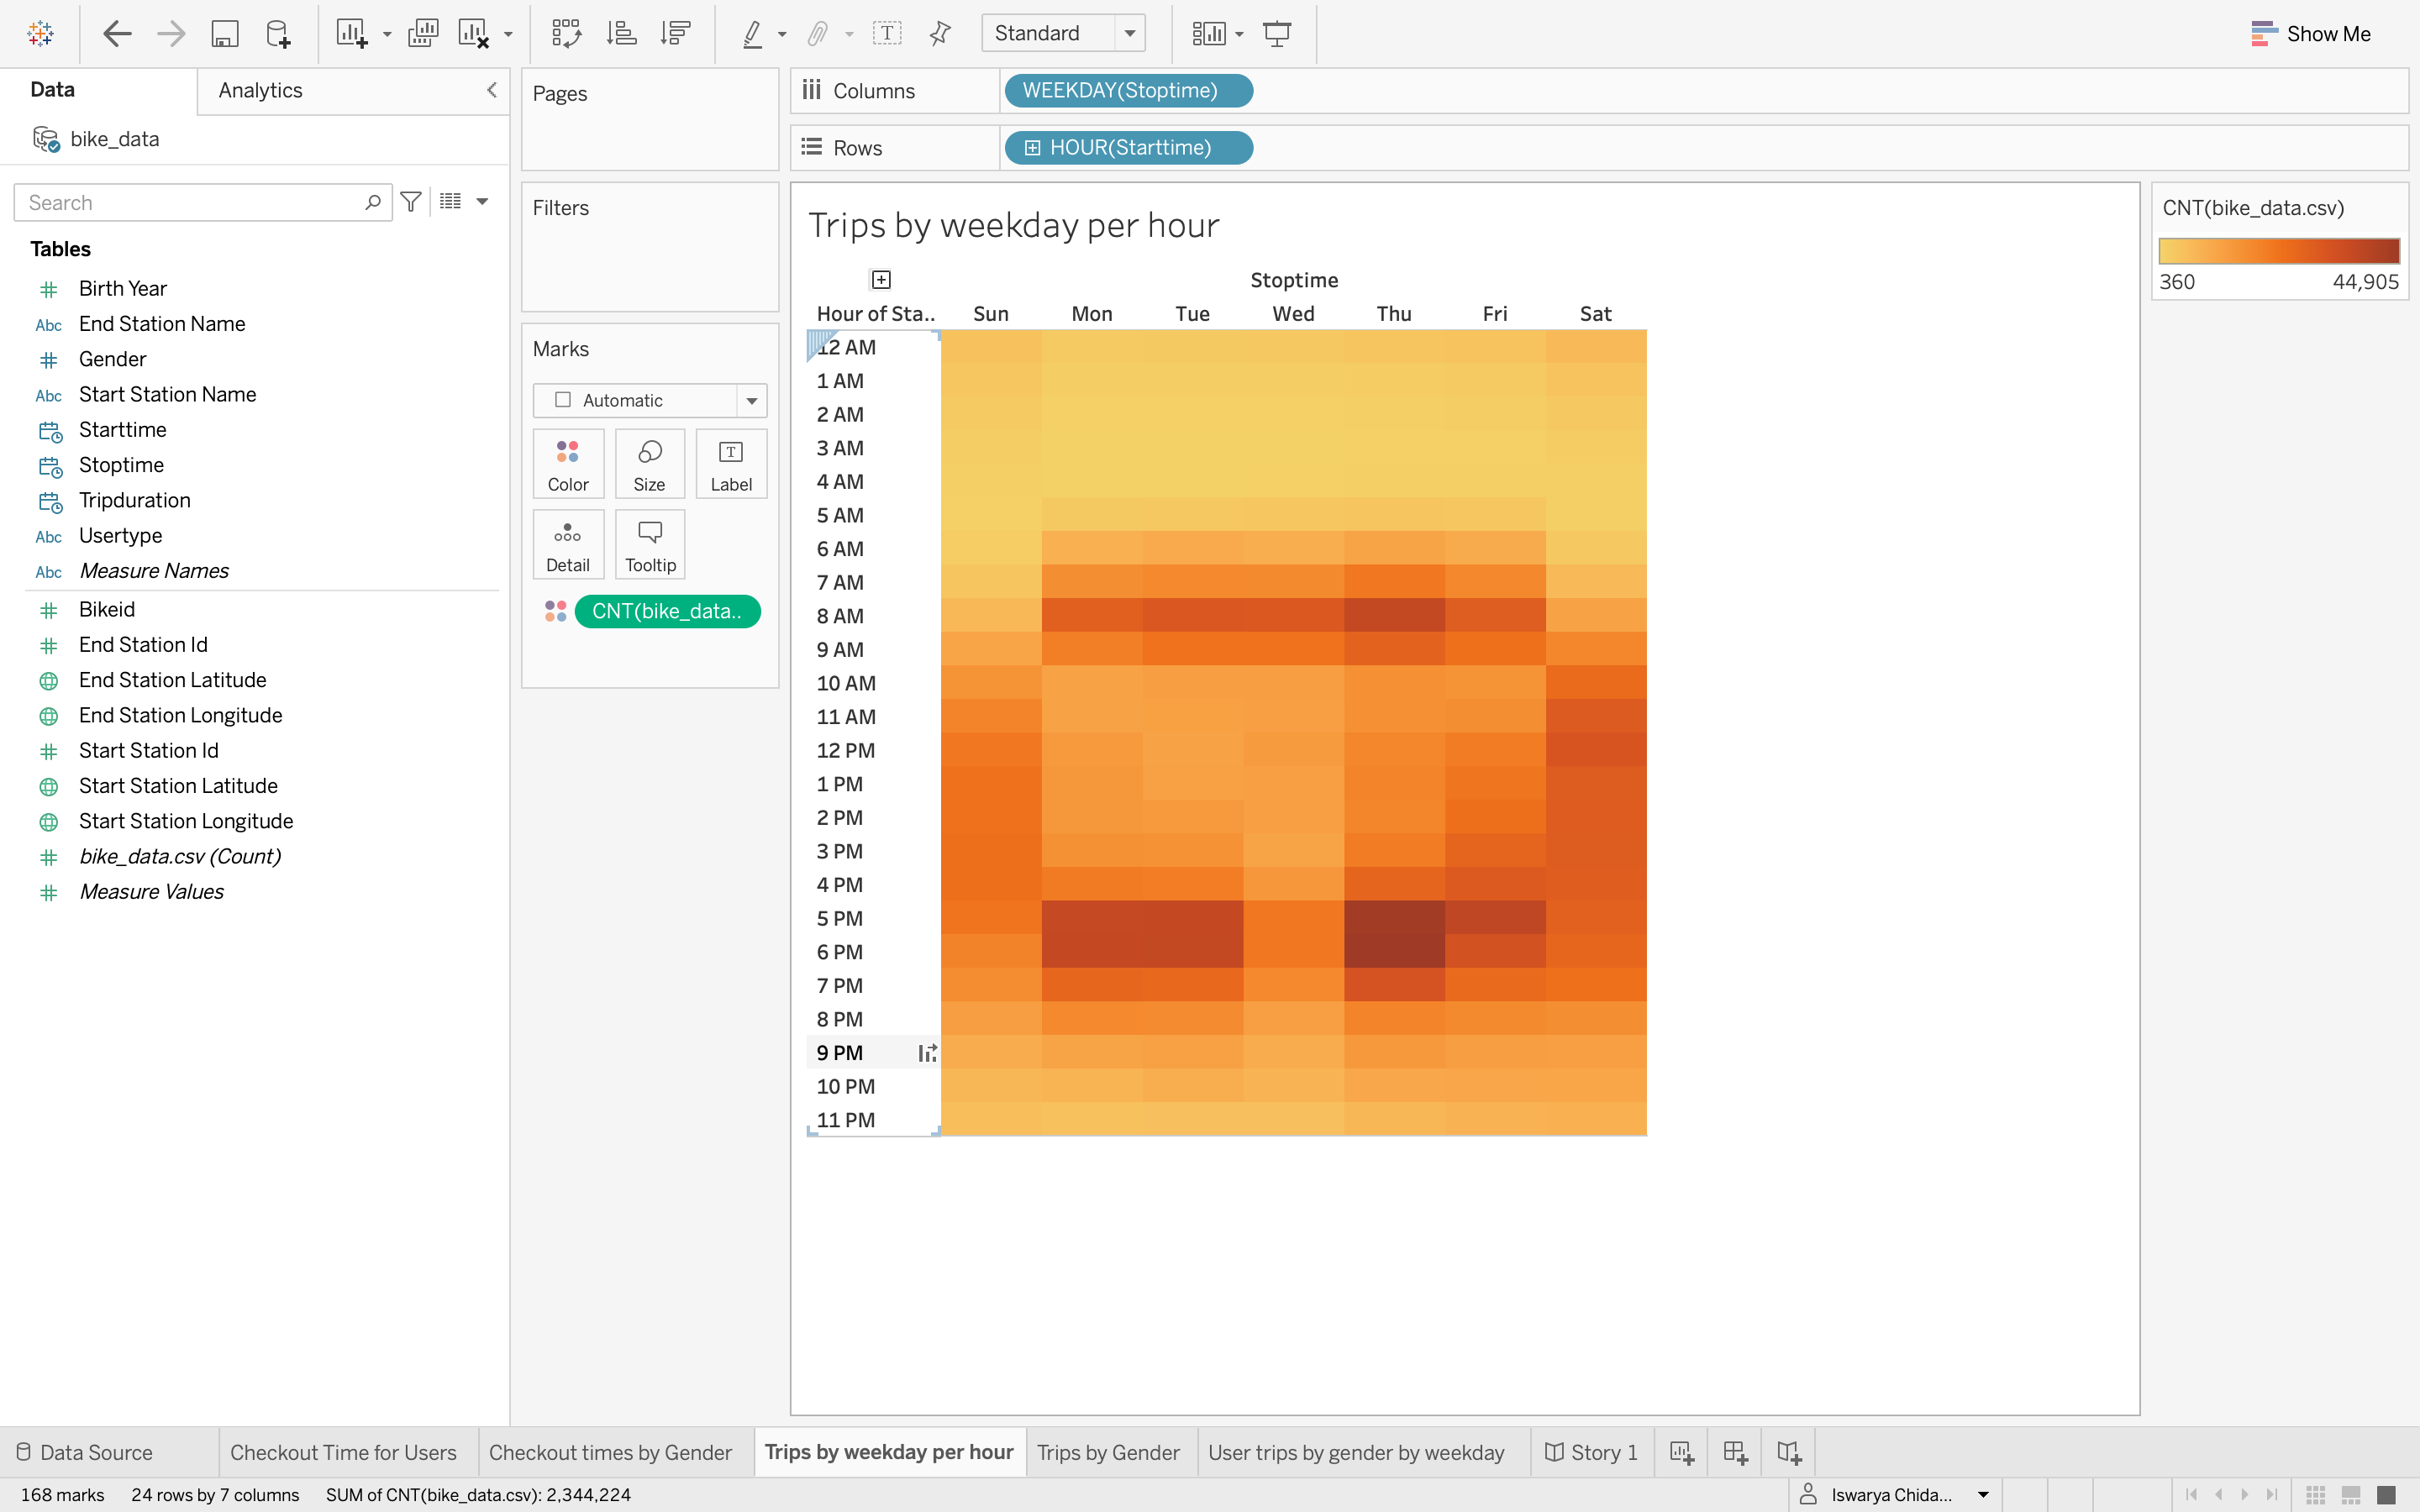 Standard
Show Me
Data
Analytics
bike_data
Search
Tables
Birth Year
Abc End Station Name
Gender
Abc Start Station Name
Starttime
Stoptime
Tripduration
Abc Usertype
Abc Measure Names
Bikeid
End Station Id
End Station Latitude
End Station Longitude
Start Station Id
Start Station Latitude
Start Station Longitude
bike_data.csv (Count)
Measure Values
Pages
Filters
Marks
Automatic
Color Size T Label
Detail Tooltip
CNT(bike_data..
Columns WEEKDAY(Stoptime)
Rows HOUR(Starttime)
Trips by weekday per hour
Stoptime
Hour of Sta.. Sun Mon Tue Wed Thu Fri Sat
12 AM
1 AM
2 AM
3 AM
4 AM
5 AM
6 AM
7 AM
8 AM
9 AM
10 AM
11 AM
12 PM
1 PM
2 PM
3 PM
4 PM
5 PM
6 PM
7 PM
8 PM
9 PM
10 PM
11 PM
CNT(bike_data.csv)
360 44,905
Data Source Checkout Time for Users Checkout times by Gender Trips by weekday per hour Trips by Gender User trips by gender by weekday Story 1
168 marks 24 rows by 7 columns SUM of CNT(bike_data.csv): 2,344,224 Iswarya Chida...